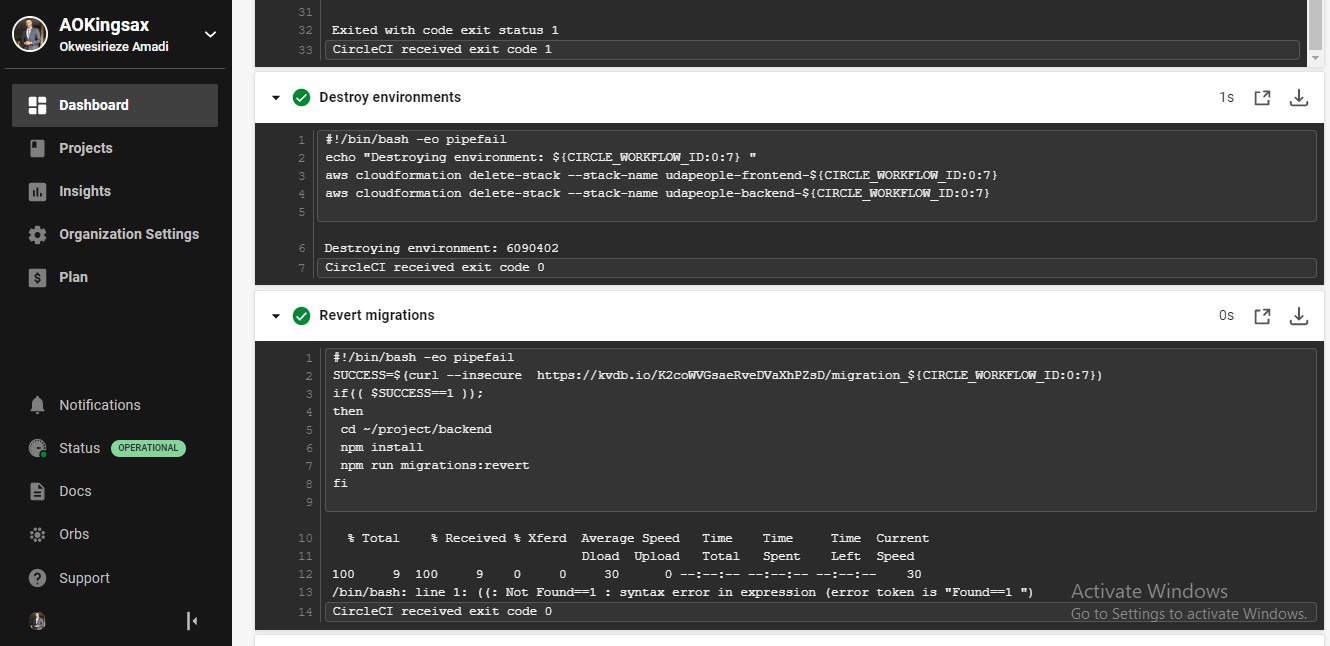 AOKingsax
Okwesirieze Amadi
Dashboard
Projects
Insights
Organization Settings
Plan
Notifications
Status OPERATIONAL
Docs
Orbs
Support
31
32 Exited with code exit status 1
33 CircleCI received exit code 1
Destroy environments 1s
1 #!/bin/bash -eo pipefail
2 echo "Destroying environment: ${CIRCLE_WORKFLOW_ID:0:7} "
3 aws cloudformation delete-stack --stack-name udapeople-frontend-${CIRCLE_WORKFLOW_ID:0:7}
4 aws cloudformation delete-stack --stack-name udapeople-backend-${CIRCLE_WORKFLOW_ID:0:7}
5
6 Destroying environment: 6090402
7 CircleCI received exit code 0
Revert migrations 0s
1 #!/bin/bash -eo pipefail
2 SUCCESS=$(curl --insecure  https://kvdb.io/K2coWVGsaeRveDVaXhPZsD/migration_${CIRCLE_WORKFLOW_ID:0:7})
3 if(( $SUCCESS==1 ));
4 then
5  cd ~/project/backend
6  npm install
7  npm run migrations:revert
8 fi
9
10   % Total    % Received % Xferd  Average Speed   Time    Time     Time  Current
11                                  Dload  Upload   Total   Spent    Left  Speed
12 100     9  100     9    0     0     30      0 --:--:-- --:--:-- --:--:--    30
13 /bin/bash: line 1: ((: Not Found==1 : syntax error in expression (error token is "Found==1 ")
14 CircleCI received exit code 0
Activate Windows
Go to Settings to activate Windows.